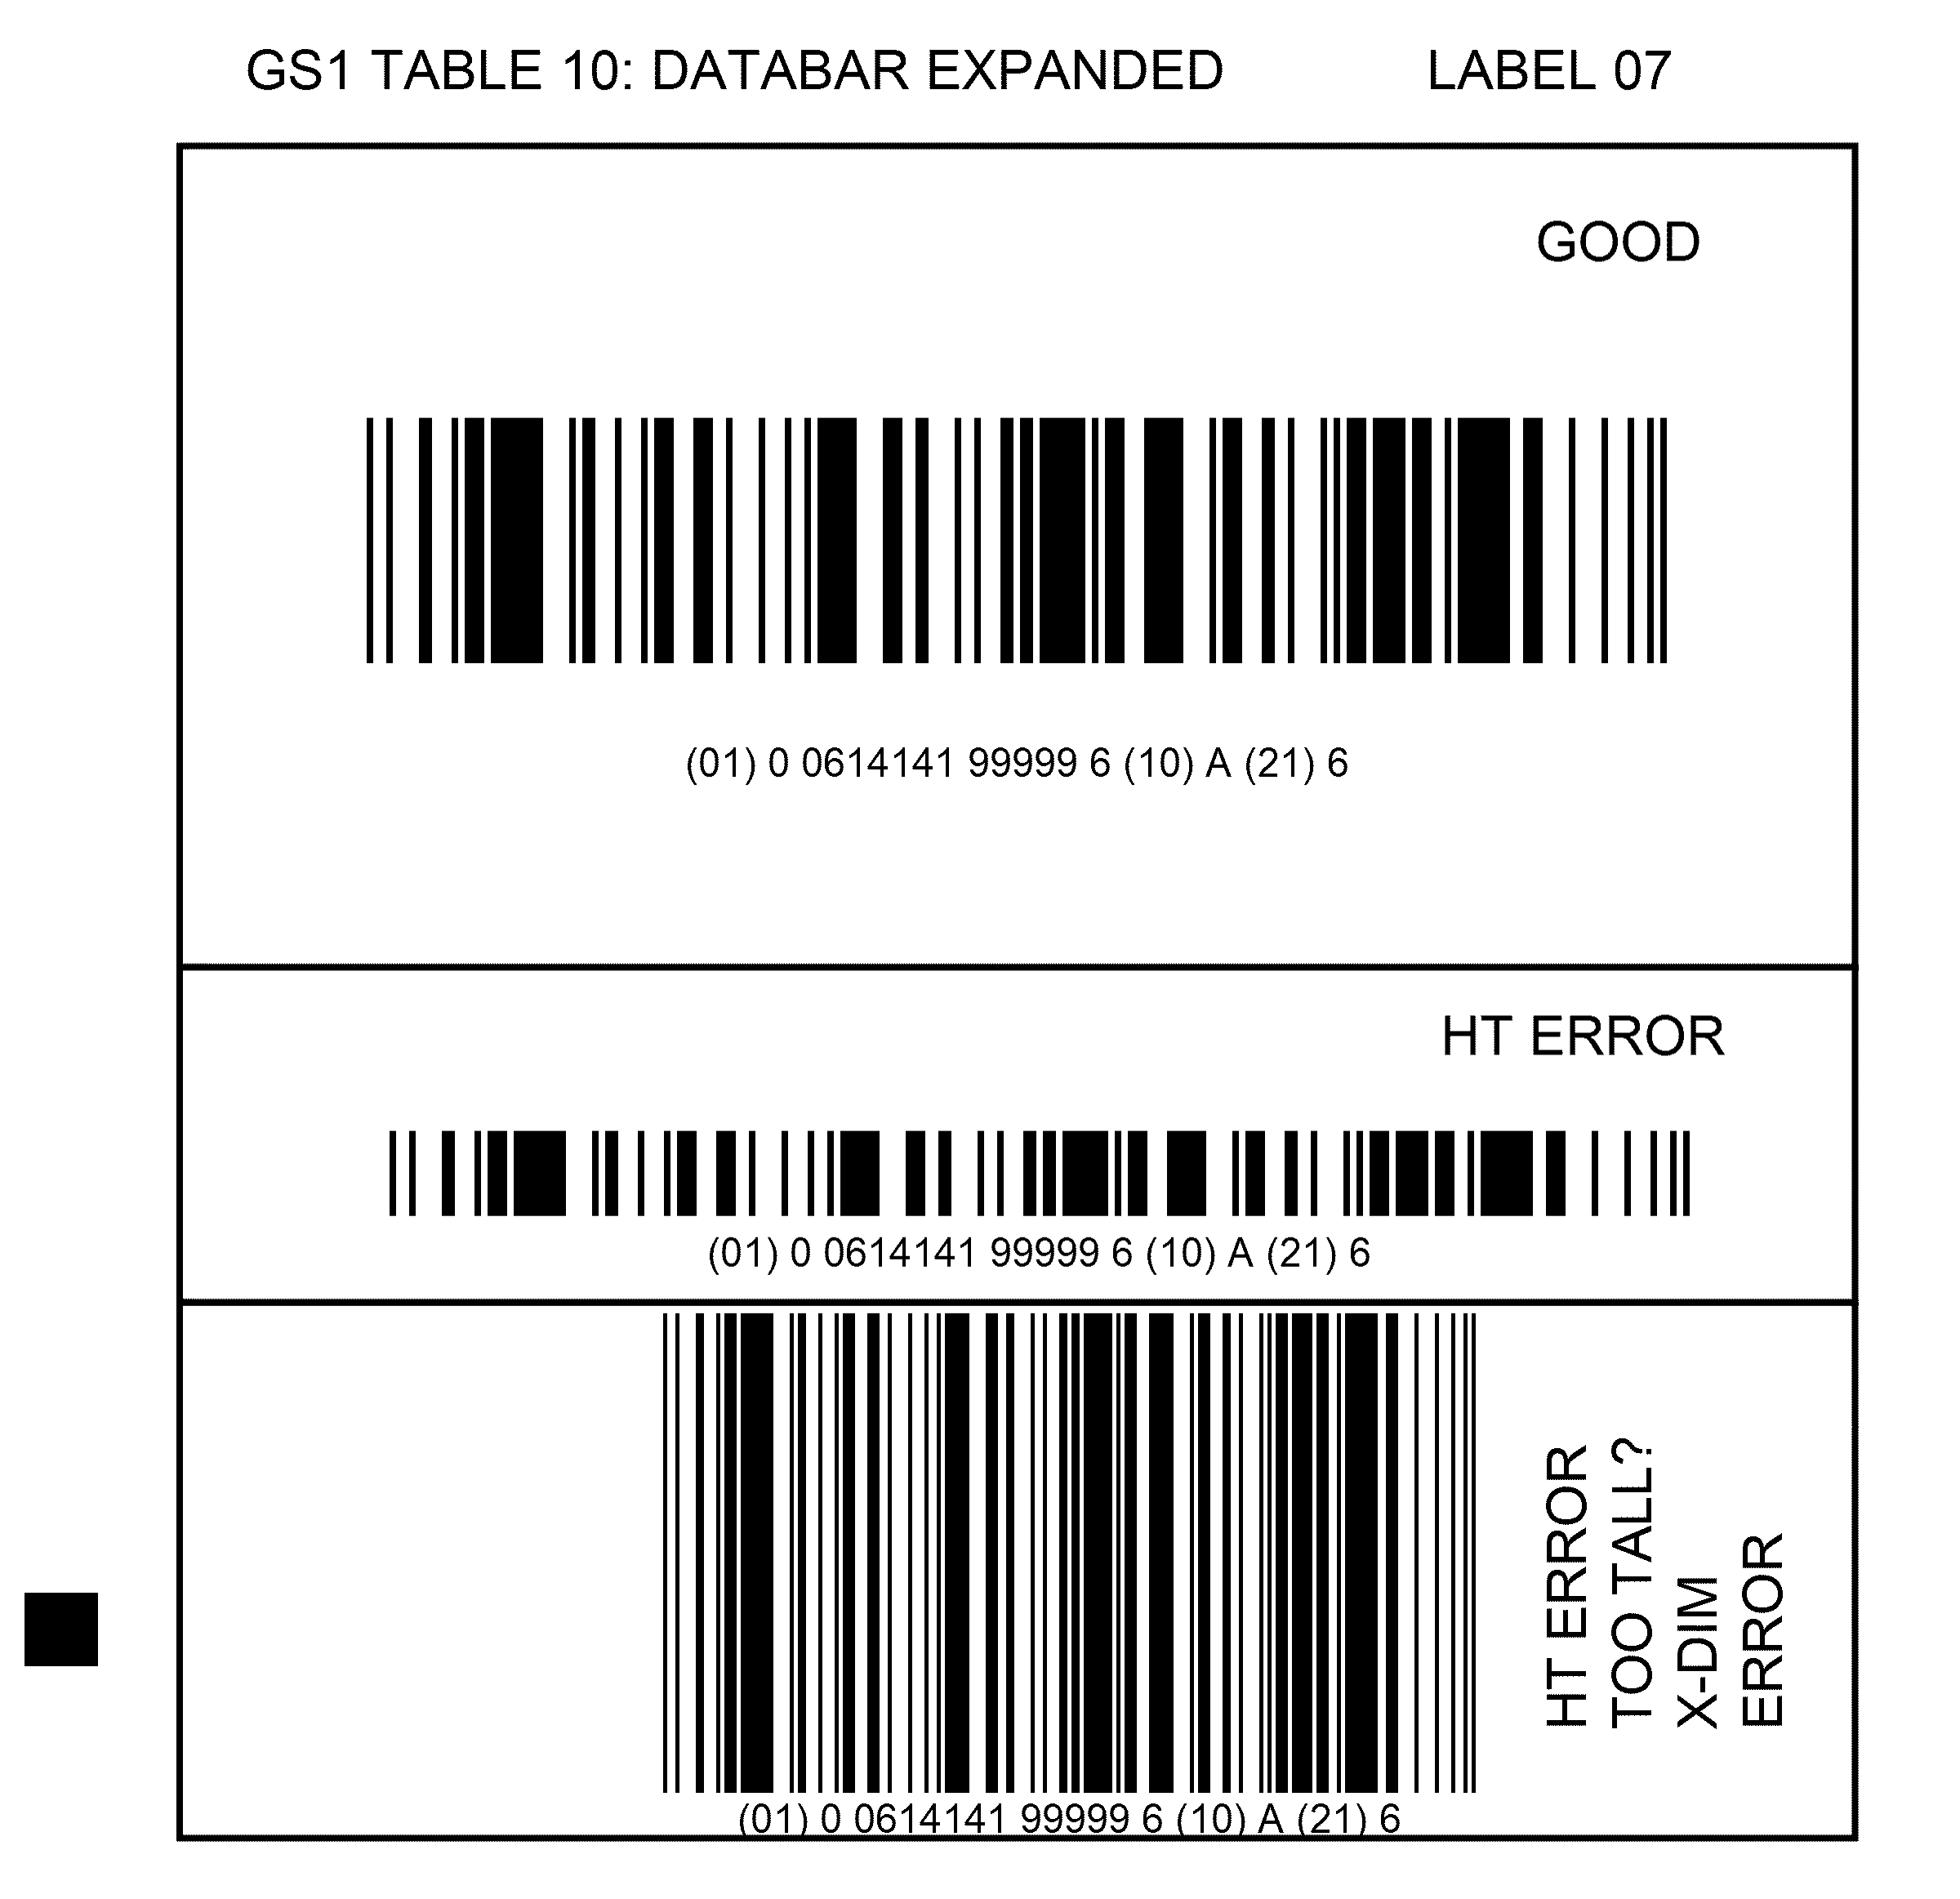 GS1 TABLE 10: DATABAR EXPANDED LABEL 07
GOOD
(01) 0 0614141 99999 6 (10) A (21) 6
HT ERROR
(01) 0 0614141 99999 6 (10) A (21) 6
HT ERROR
TOO TALL?
X-DIM
ERROR
(01) 0 0614141 99999 6 (10) A (21) 6